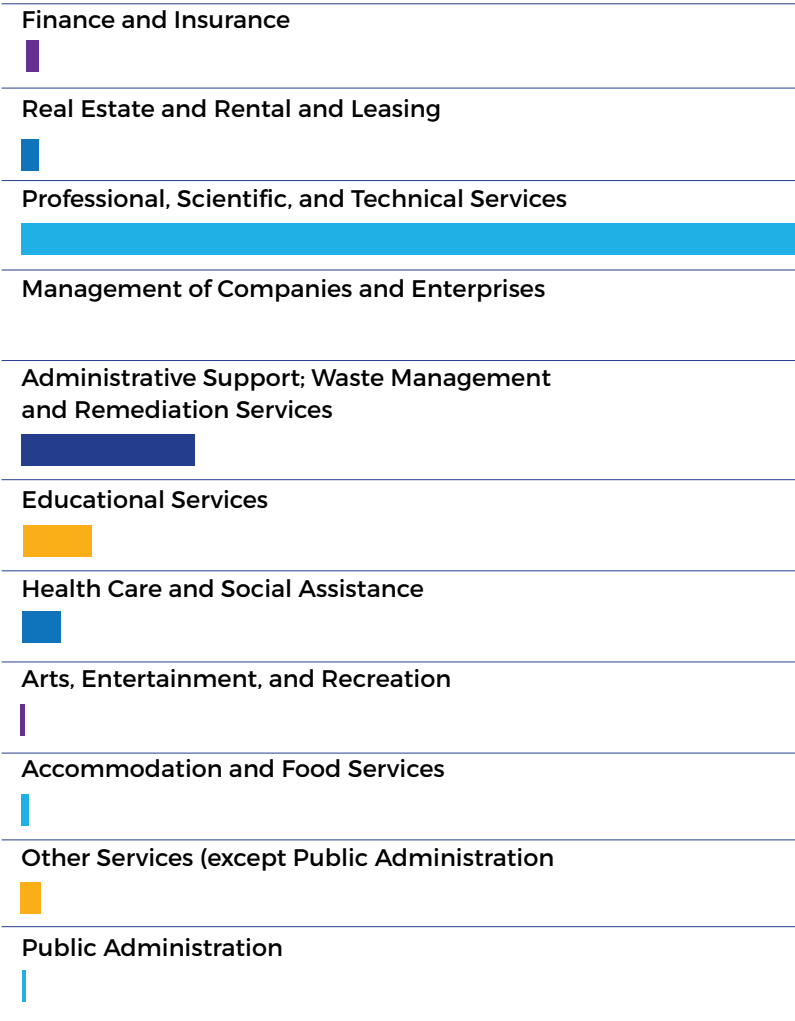 Finance and Insurance
Real Estate and Rental and Leasing
Professional, Scientific, and Technical Services
Management of Companies and Enterprises
Administrative Support; Waste Management
and Remediation Services
Educational Services
Health Care and Social Assistance
Arts, Entertainment, and Recreation
Accommodation and Food Services
Other Services (except Public Administration
Public Administration